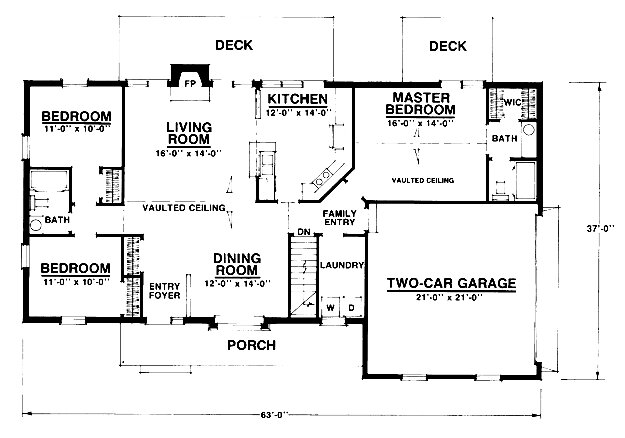 DECK
DECK
FP
KITCHEN
12'-0" x 14'-0"
MASTER
BEDROOM
16'-0" x 14'-0"
WIC
BEDROOM
11'-0" x 10'-0"
LIVING
ROOM
16'-0" x 14'-0"
BATH
VAULTED CEILING
BATH
VAULTED CEILING
FAMILY
ENTRY
DN
37'-0"
BEDROOM
11'-0" x 10'-0"
DINING
ROOM
12'-0" x 14'-0"
LAUNDRY
ENTRY
FOYER
TWO-CAR GARAGE
21'-0" x 21'-0"
W D
PORCH
63'-0"